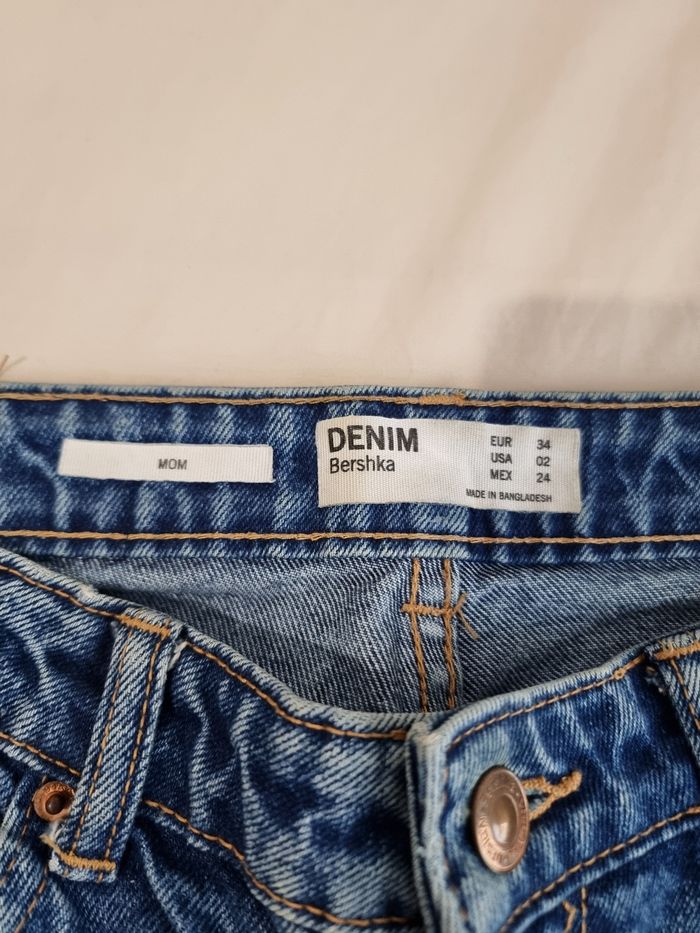 MOM
DENIM
Bershka
EUR 34
USA 02
MEX 24
MADE IN BANGLADESH